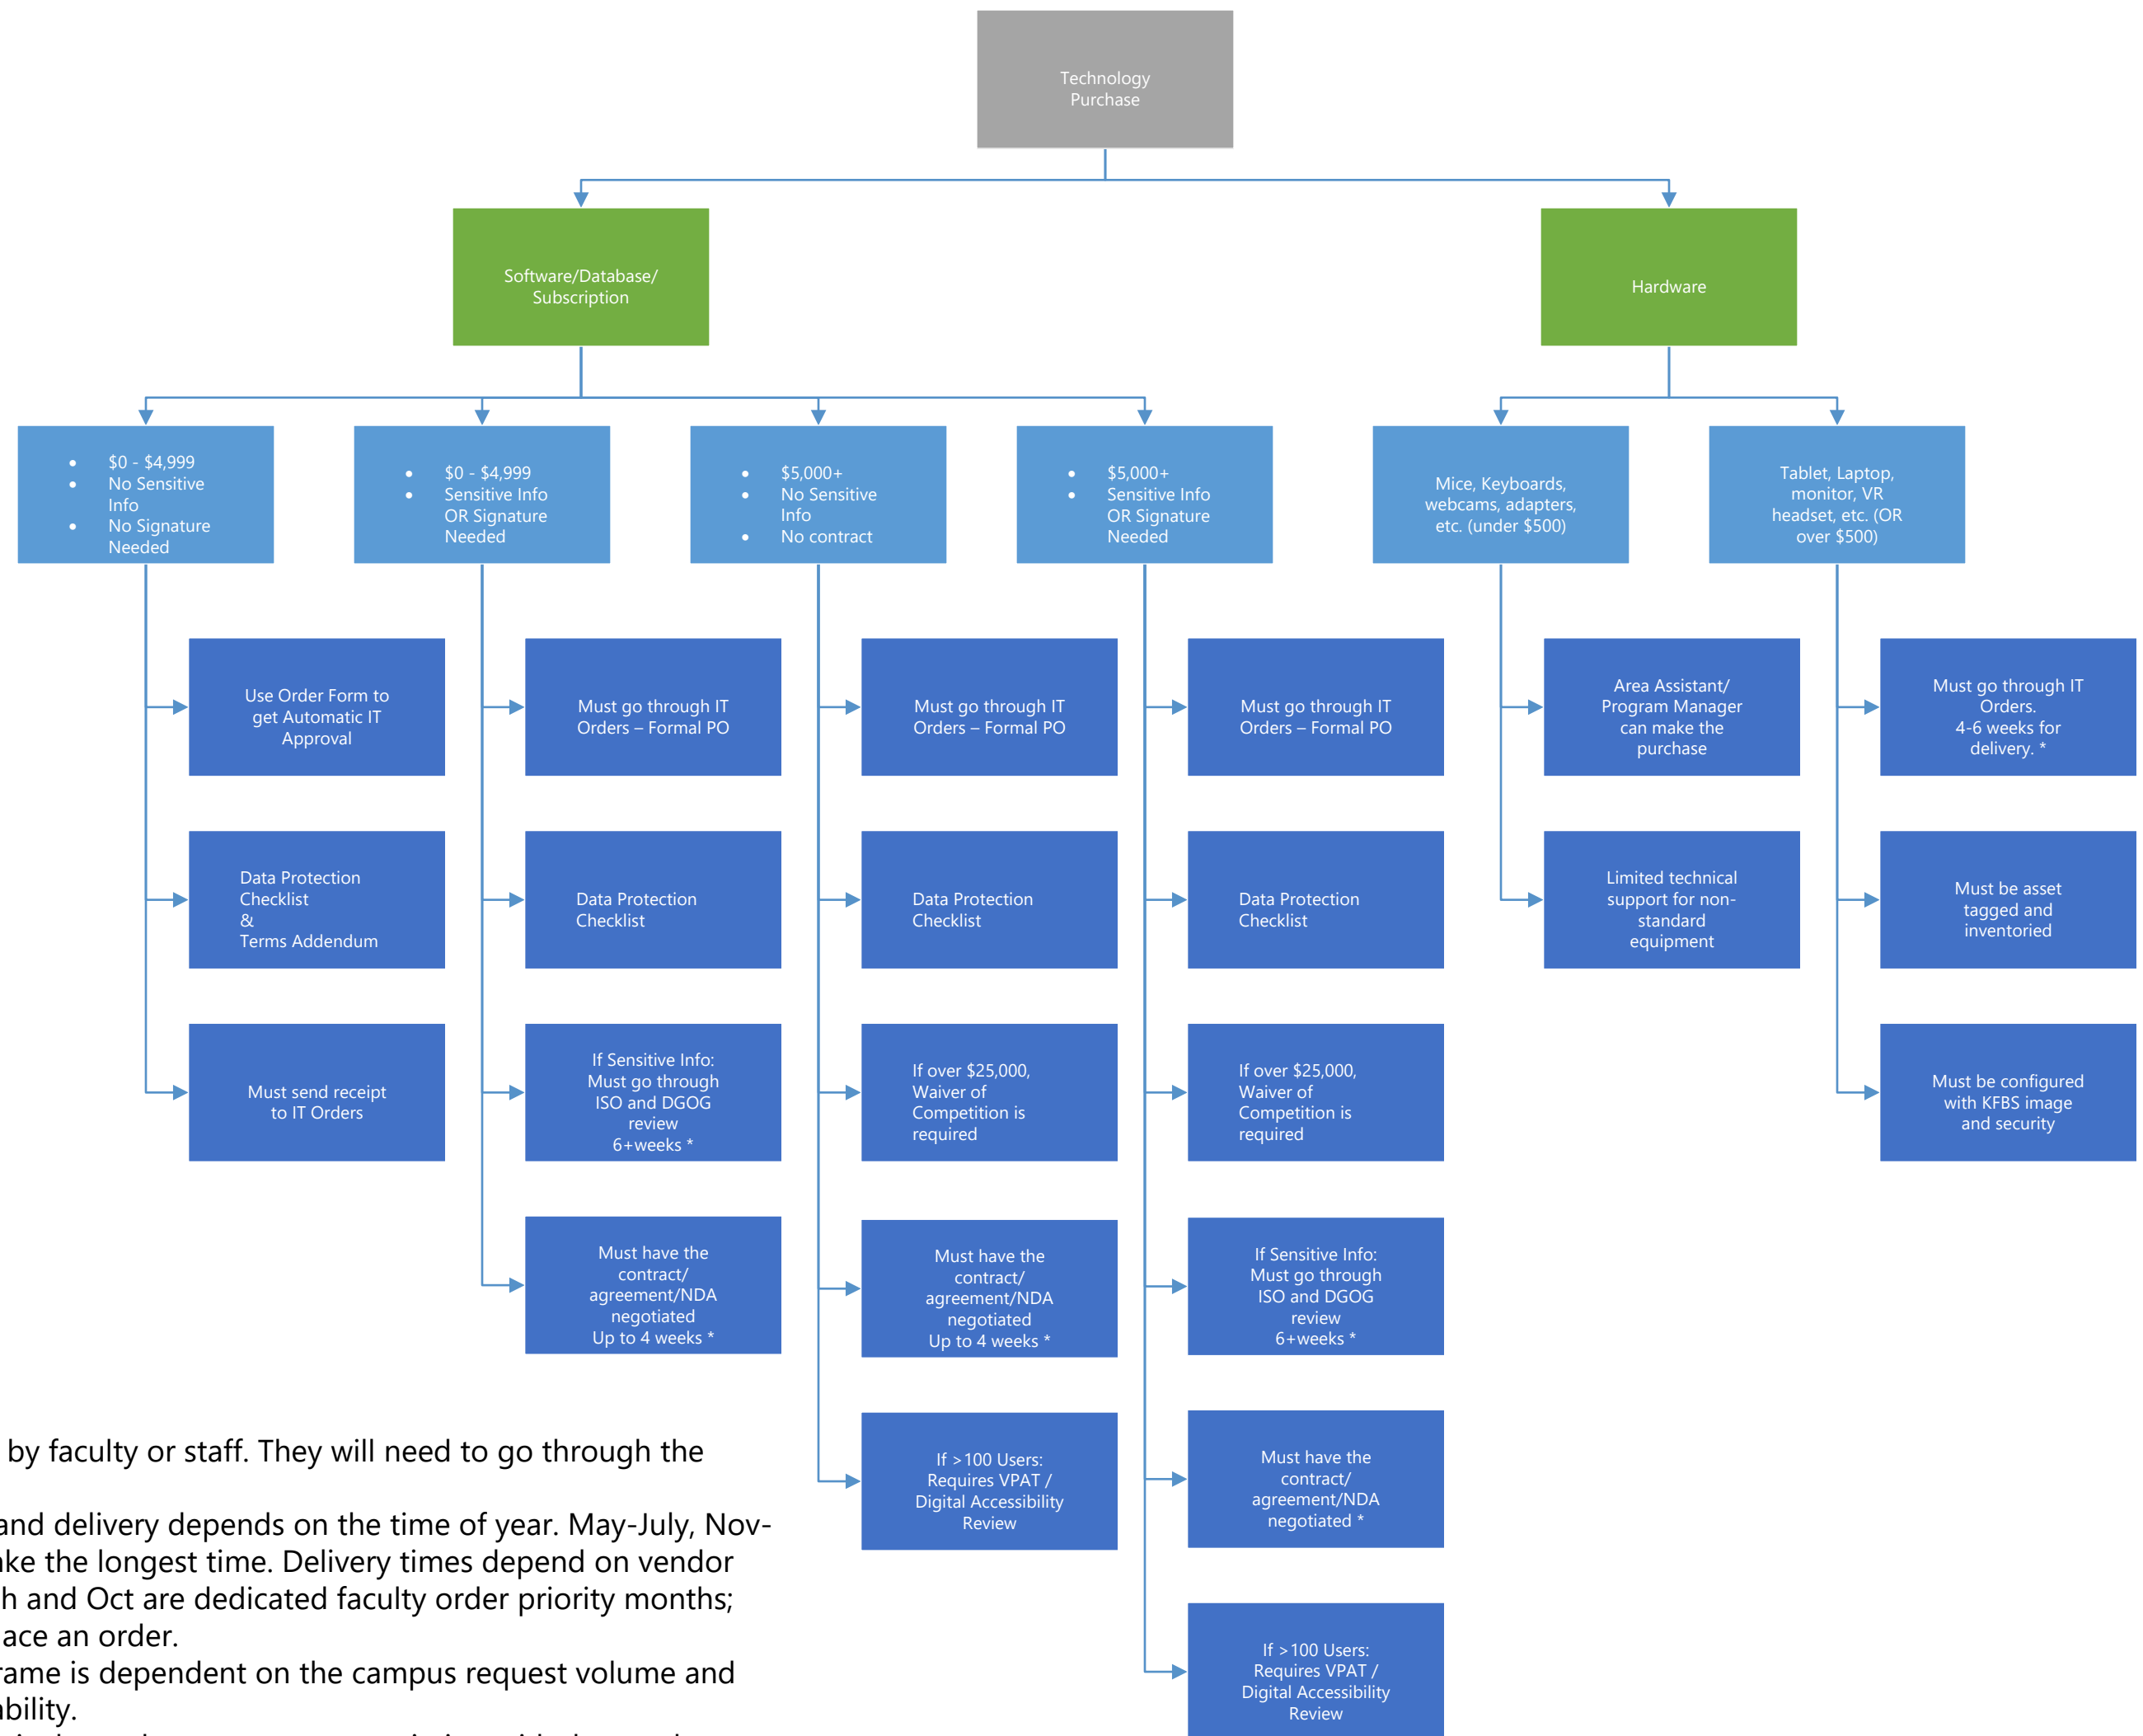 Technology
Purchase
Software/Database/
Subscription
Hardware
• $0 - $4,999
• No Sensitive
Info
• No Signature
Needed
• $0 - $4,999
• Sensitive Info
OR Signature
Needed
• $5,000+
• No Sensitive
Info
• No contract
• $5,000+
• Sensitive Info
OR Signature
Needed
Mice, Keyboards,
webcams, adapters,
etc. (under $500)
Tablet, Laptop,
monitor, VR
headset, etc. (OR
over $500)
Use Order Form to
get Automatic IT
Approval
Must go through IT
Orders – Formal PO
Must go through IT
Orders – Formal PO
Must go through IT
Orders – Formal PO
Area Assistant/
Program Manager
can make the
purchase
Must go through IT
Orders.
4-6 weeks for
delivery. *
Data Protection
Checklist
&
Terms Addendum
Data Protection
Checklist
Data Protection
Checklist
Data Protection
Checklist
Limited technical
support for non-
standard
equipment
Must be asset
tagged and
inventoried
Must send receipt
to IT Orders
If Sensitive Info:
Must go through
ISO and DGOG
review
6+weeks *
If over $25,000,
Waiver of
Competition is
required
If over $25,000,
Waiver of
Competition is
required
Must be configured
with KFBS image
and security
Must have the
contract/
agreement/NDA
negotiated
Up to 4 weeks *
Must have the
contract/
agreement/NDA
negotiated
Up to 4 weeks *
If Sensitive Info:
Must go through
ISO and DGOG
review
6+weeks *
If >100 Users:
Requires VPAT /
Digital Accessibility
Review
Must have the
contract/
agreement/NDA
negotiated *
If >100 Users:
Requires VPAT /
Digital Accessibility
Review
by faculty or staff. They will need to go through the
and delivery depends on the time of year. May-July, Nov-
the longest time. Delivery times depend on vendor
and Oct are dedicated faculty order priority months;
an order.
is dependent on the campus request volume and